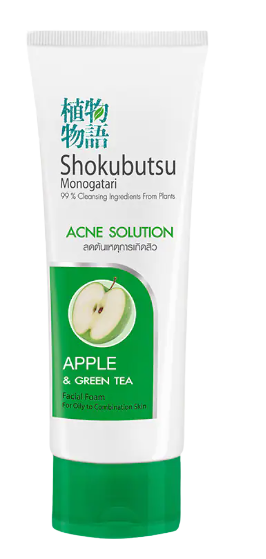 植物
物語
Shokubutsu
Monogatari
99 % Cleansing Ingredients From Plants
ACNE SOLUTION
ลดต้นเหตุการเกิดสิว
APPLE
& GREEN TEA
Facial Foam
For Oily to Combination Skin